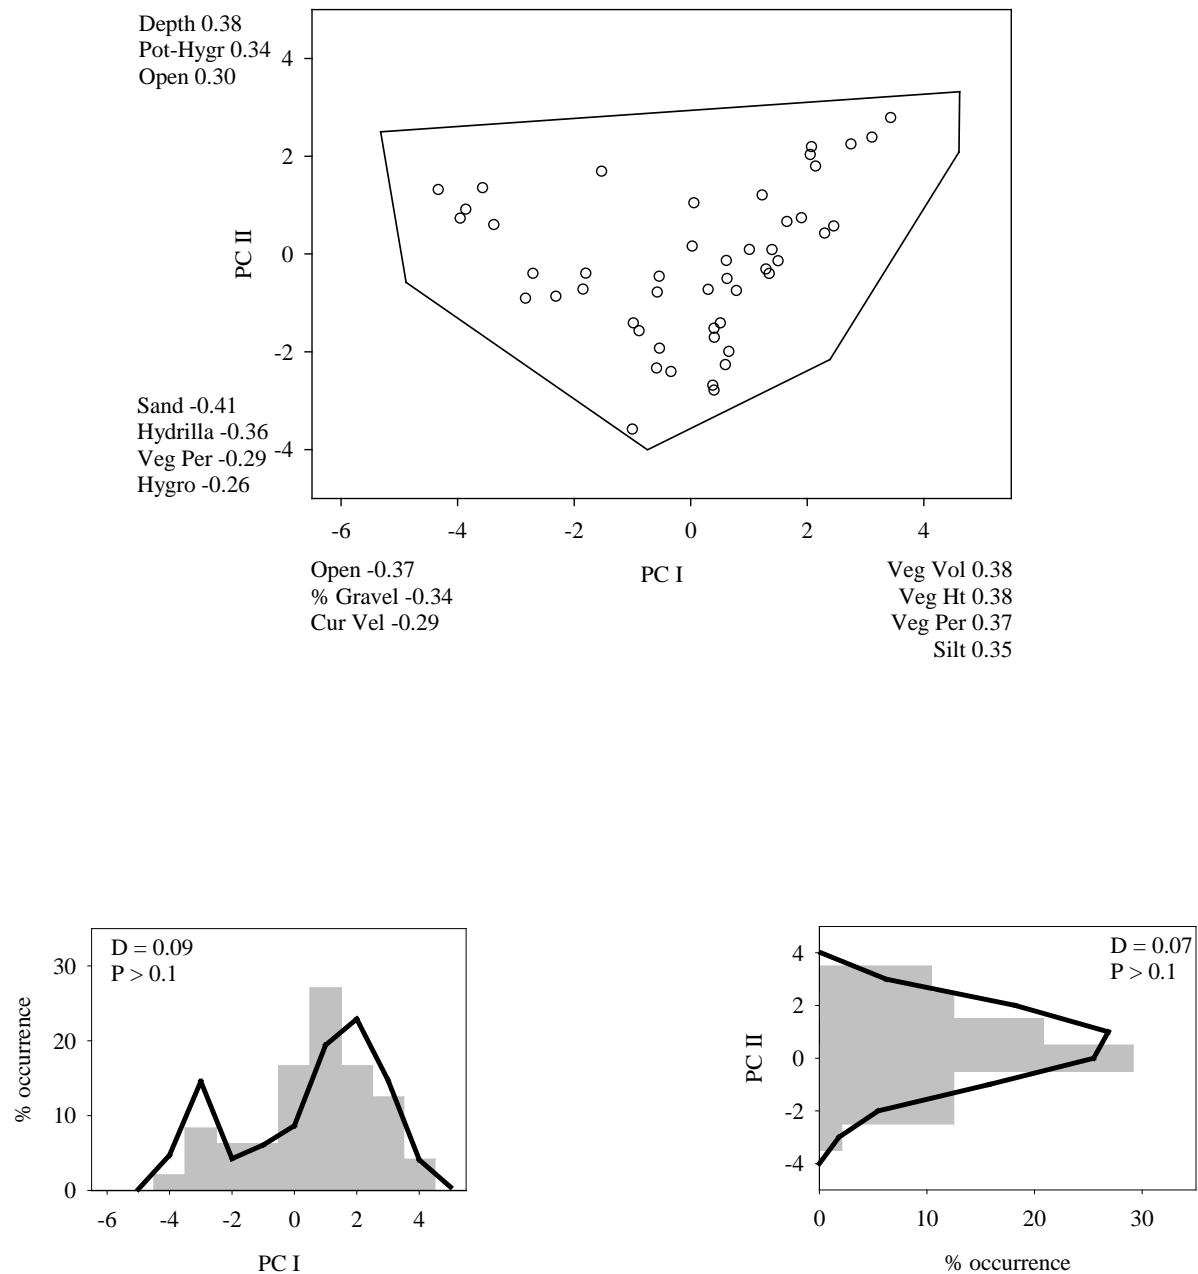 Depth 0.38
Pot-Hygr 0.34
Open 0.30
4
2
0
-2
-4
PC II
Sand -0.41
Hydrilla -0.36
Veg Per -0.29
Hygro -0.26
-6 -4 -2 0 2 4
PC I
Open -0.37
% Gravel -0.34
Cur Vel -0.29
Veg Vol 0.38
Veg Ht 0.38
Veg Per 0.37
Silt 0.35
D = 0.09
P > 0.1
30
20
10
0
% occurrence
-6 -4 -2 0 2 4
PC I
D = 0.07
P > 0.1
4
2
0
-2
-4
PC II
0 10 20 30
% occurrence